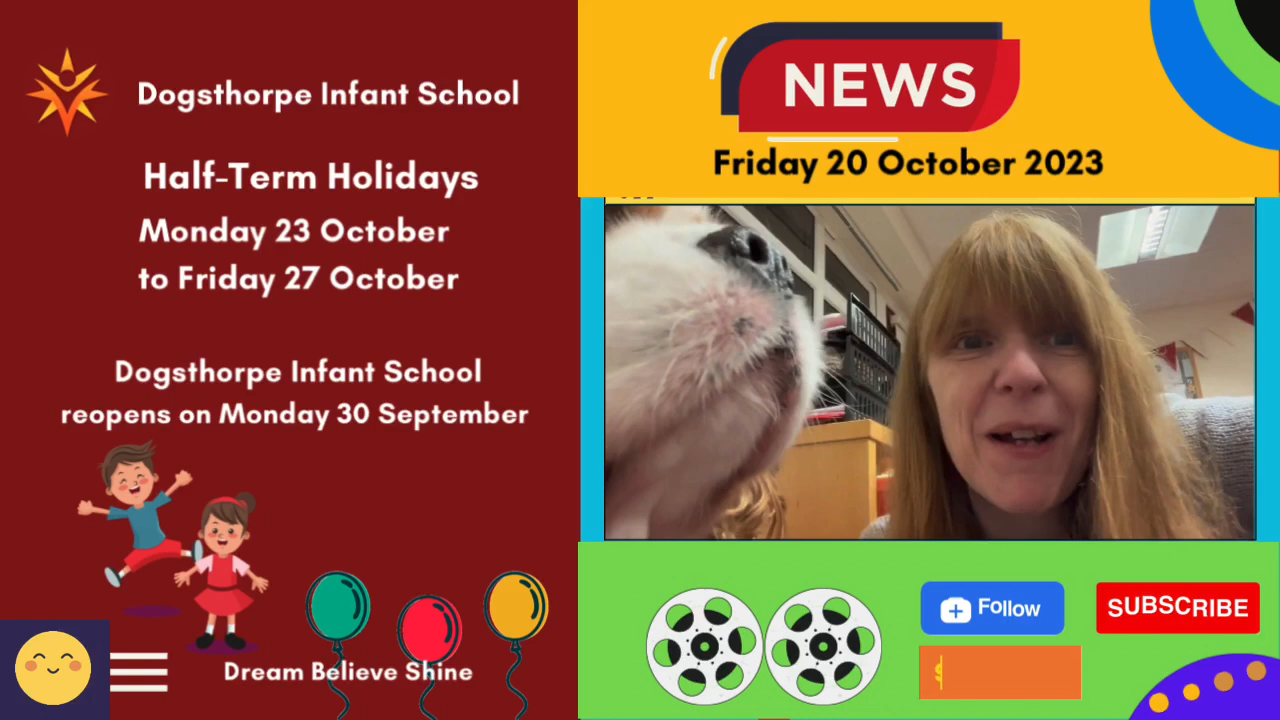 Dogsthorpe Infant School
Half-Term Holidays
Monday 23 October
to Friday 27 October
Dogsthorpe Infant School
reopens on Monday 30 September
Dream Believe Shine
NEWS
Friday 20 October 2023
Follow
SUBSCRIBE